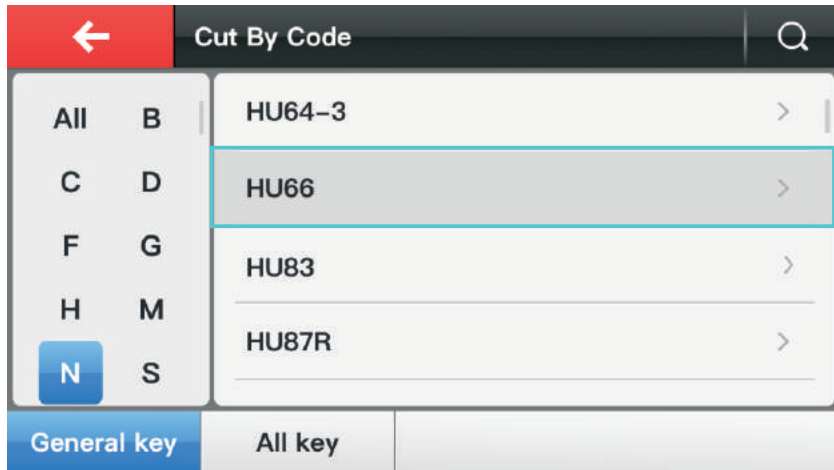 Cut By Code
All B
C D
F G
H M
N S
HU64-3
HU66
HU83
HU87R
General key All key